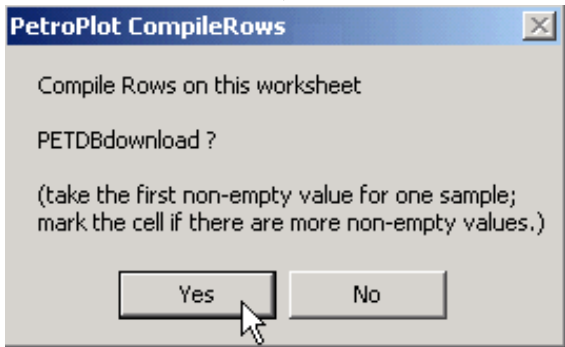 PetroPlot CompileRows
Compile Rows on this worksheet
PETDBdownload ?
(take the first non-empty value for one sample;
mark the cell if there are more non-empty values.)
Yes No